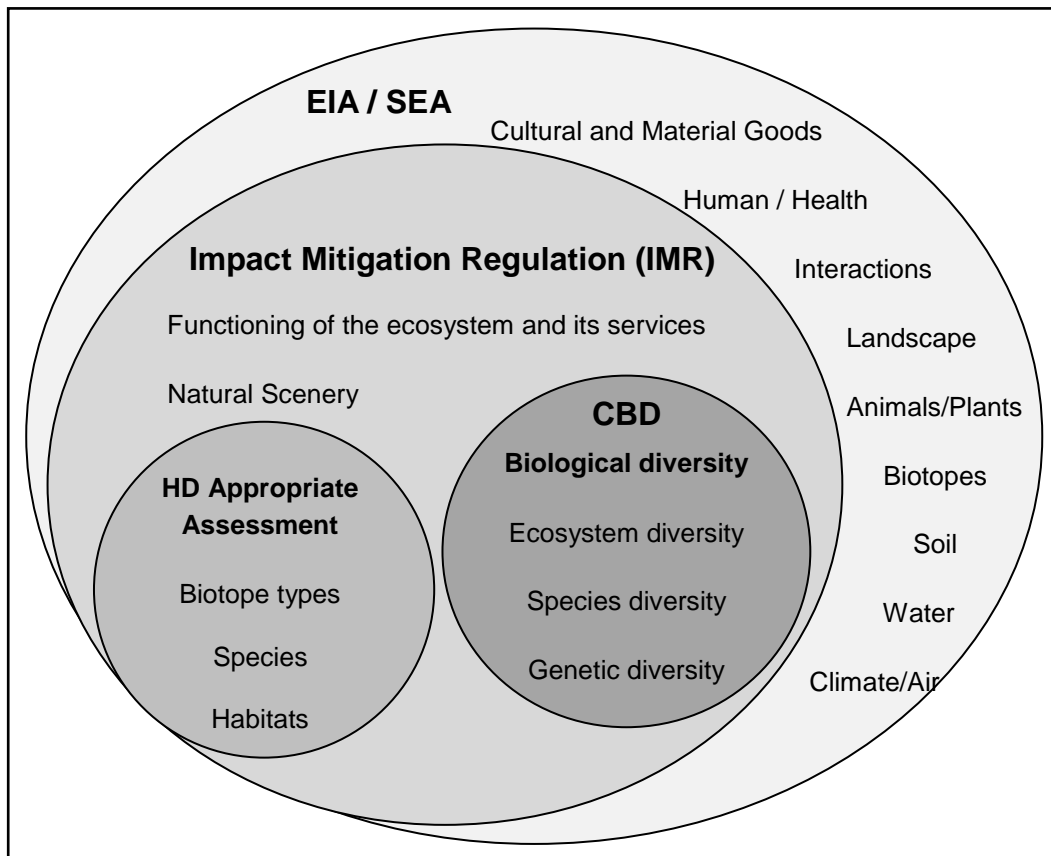 EIA / SEA
Cultural and Material Goods
Human / Health
Impact Mitigation Regulation (IMR)
Interactions
Functioning of the ecosystem and its services
Landscape
Natural Scenery
Animals/Plants
CBD
Biological diversity
HD Appropriate
Assessment
Biotopes
Ecosystem diversity
Soil
Biotope types
Species diversity
Water
Species
Genetic diversity
Climate/Air
Habitats